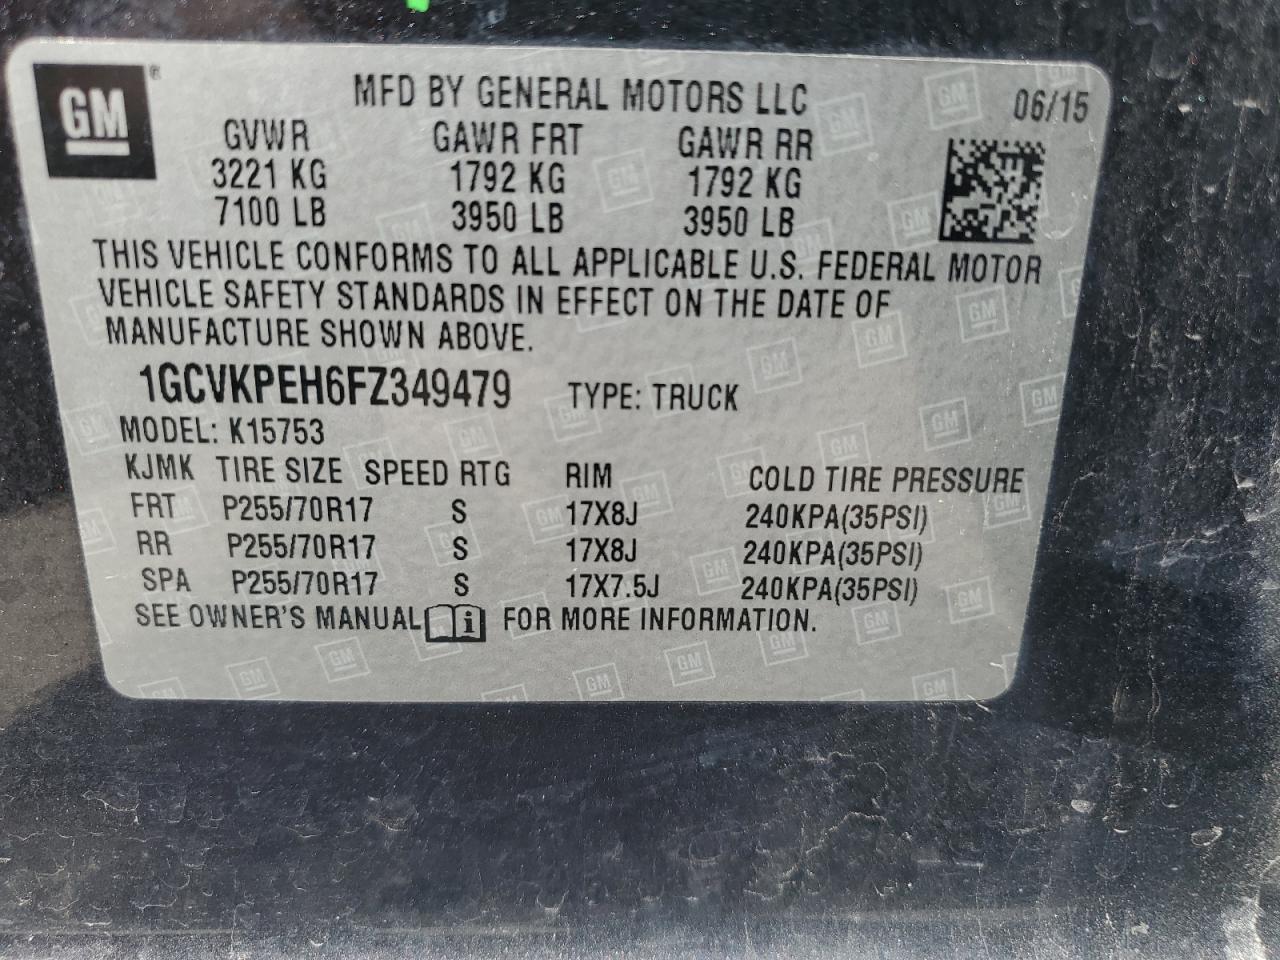 GM ®
MFD BY GENERAL MOTORS LLC 06/15
GVWR GAWR FRT GAWR RR
3221 KG 1792 KG 1792 KG
7100 LB 3950 LB 3950 LB
THIS VEHICLE CONFORMS TO ALL APPLICABLE U.S. FEDERAL MOTOR
VEHICLE SAFETY STANDARDS IN EFFECT ON THE DATE OF
MANUFACTURE SHOWN ABOVE.
1GCVKPEH6FZ349479 TYPE: TRUCK
MODEL: K15753
KJMK TIRE SIZE SPEED RTG RIM COLD TIRE PRESSURE
FRT P255/70R17 S 17X8J 240KPA(35PSI)
RR P255/70R17 S 17X8J 240KPA(35PSI)
SPA P255/70R17 S 17X7.5J 240KPA(35PSI)
SEE OWNER'S MANUAL i FOR MORE INFORMATION.